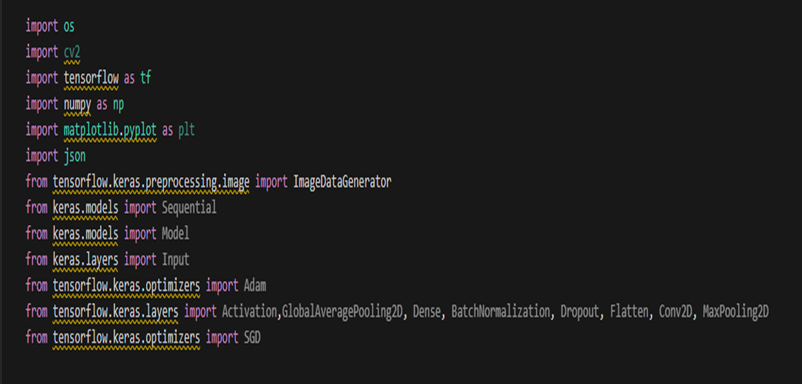 import os
import cv2
import tensorflow as tf
import numpy as np
import matplotlib.pyplot as plt
import json
from tensorflow.keras.preprocessing.image import ImageDataGenerator
from keras.models import Sequential
from keras.models import Model
from keras.layers import Input
from tensorflow.keras.optimizers import Adam
from tensorflow.keras.layers import Activation,GlobalAveragePooling2D, Dense, BatchNormalization, Dropout, Flatten, Conv2D, MaxPooling2D
from tensorflow.keras.optimizers import SGD